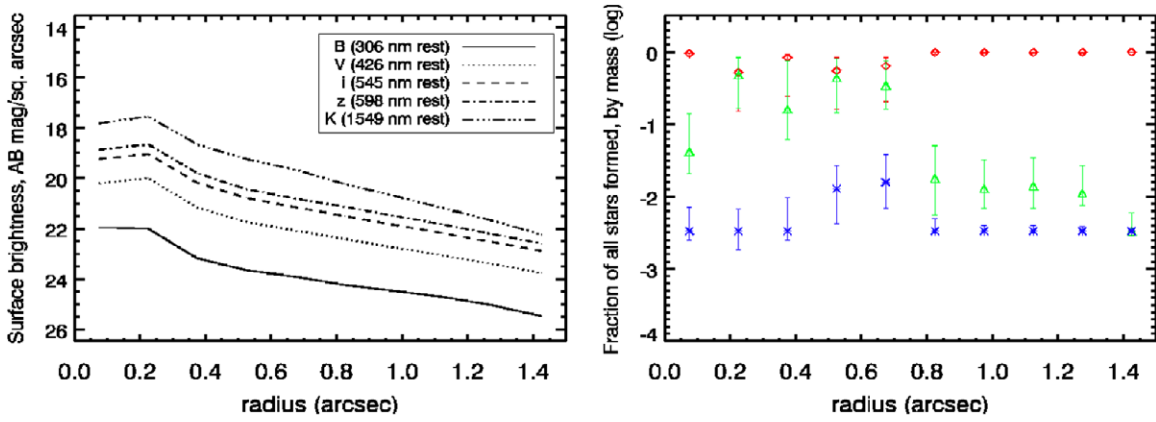 Surface brightness, AB mag/sq. arcsec
14
16
18
20
22
24
26
B (306 nm rest)
V (426 nm rest)
i (545 nm rest)
z (598 nm rest)
K (1549 nm rest)
0.0 0.2 0.4 0.6 0.8 1.0 1.2 1.4
radius (arcsec)
Fraction of all stars formed, by mass (log)
0
-1
-2
-3
-4
0.0 0.2 0.4 0.6 0.8 1.0 1.2 1.4
radius (arcsec)